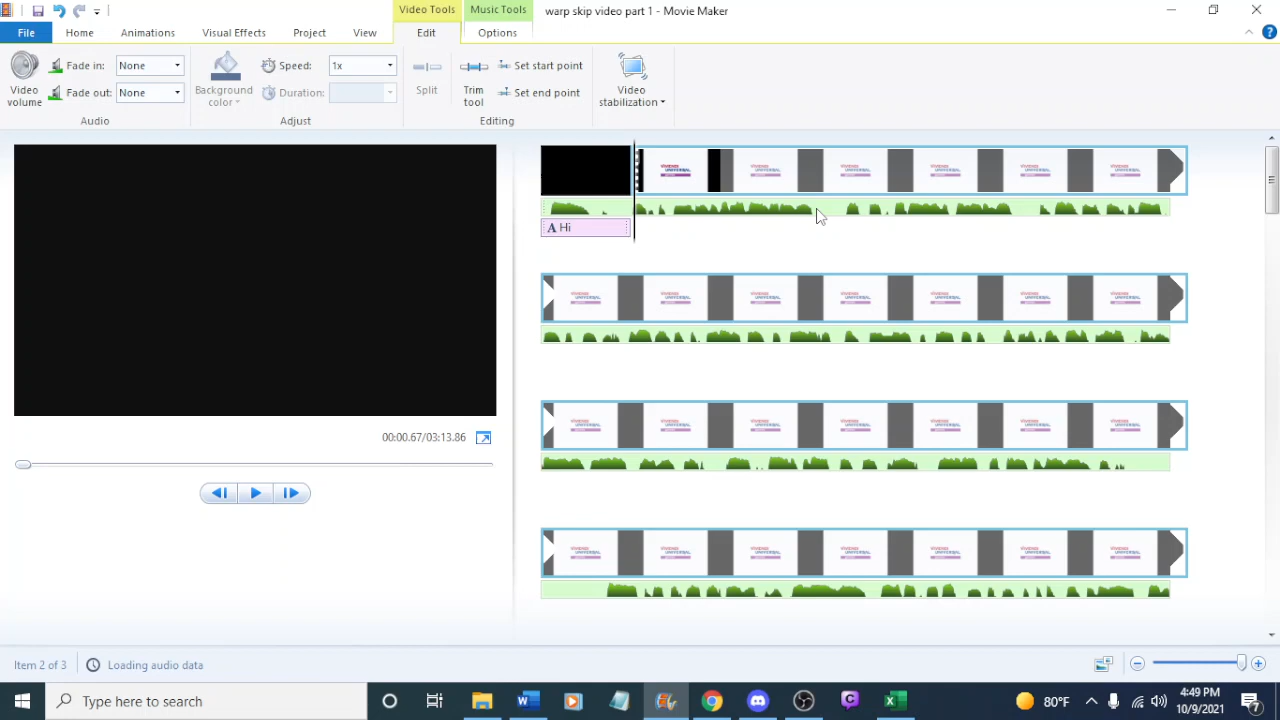 Video Tools
Music Tools
warp skip video part 1 - Movie Maker
File
Home
Animations
Visual Effects
Project
View
Edit
Options
Video
volume
Fade in:
None
Fade out:
None
Background
color
Speed:
1x
Duration:
Split
Trim
tool
Set start point
Set end point
Video
stabilization
Audio
Adjust
Editing
A Hi
00:00.67/03:13.86
Item 2 of 3
Loading audio data
Type here to search
80°F
4:49 PM
10/9/2021
7